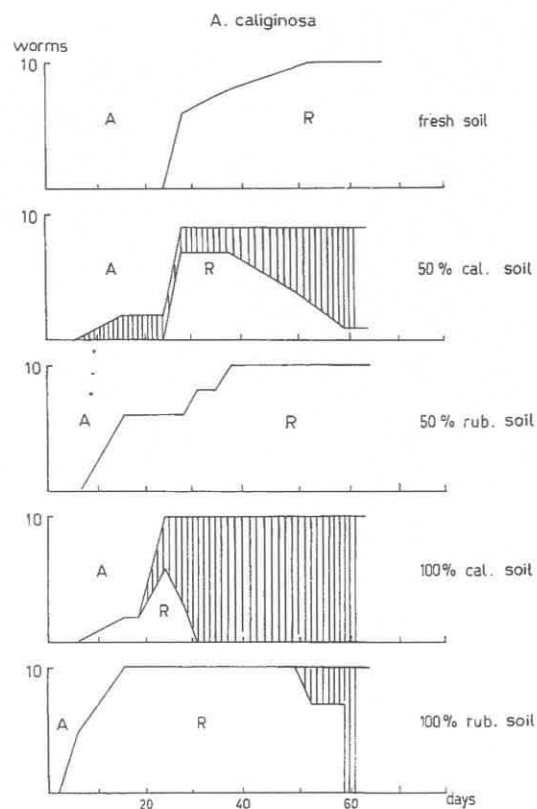 A. caliginosa
worms
10
A
R
fresh soil
10
A
R
50% cal. soil
10
A
R
50% rub. soil
10
A
R
100% cal. soil
10
A
R
100% rub. soil
20 40 60 days